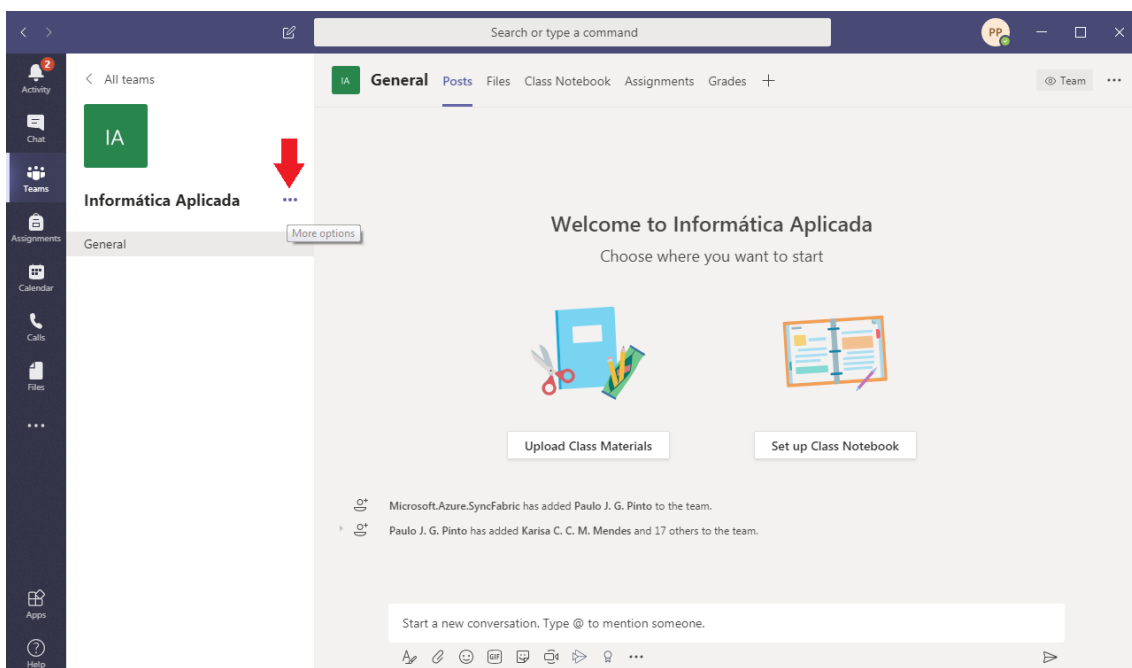 Search or type a command
PP
2
Activity
Chat
Teams
Assignments
Calendar
Calls
Files
Apps
Help
All teams
IA
Informática Aplicada
More options
General
IA
General Posts Files Class Notebook Assignments Grades
Team
Welcome to Informática Aplicada
Choose where you want to start
Upload Class Materials
Set up Class Notebook
Microsoft.Azure.SyncFabric has added Paulo J. G. Pinto to the team.
Paulo J. G. Pinto has added Karisa C. C. M. Mendes and 17 others to the team.
Start a new conversation. Type @ to mention someone.
GIF